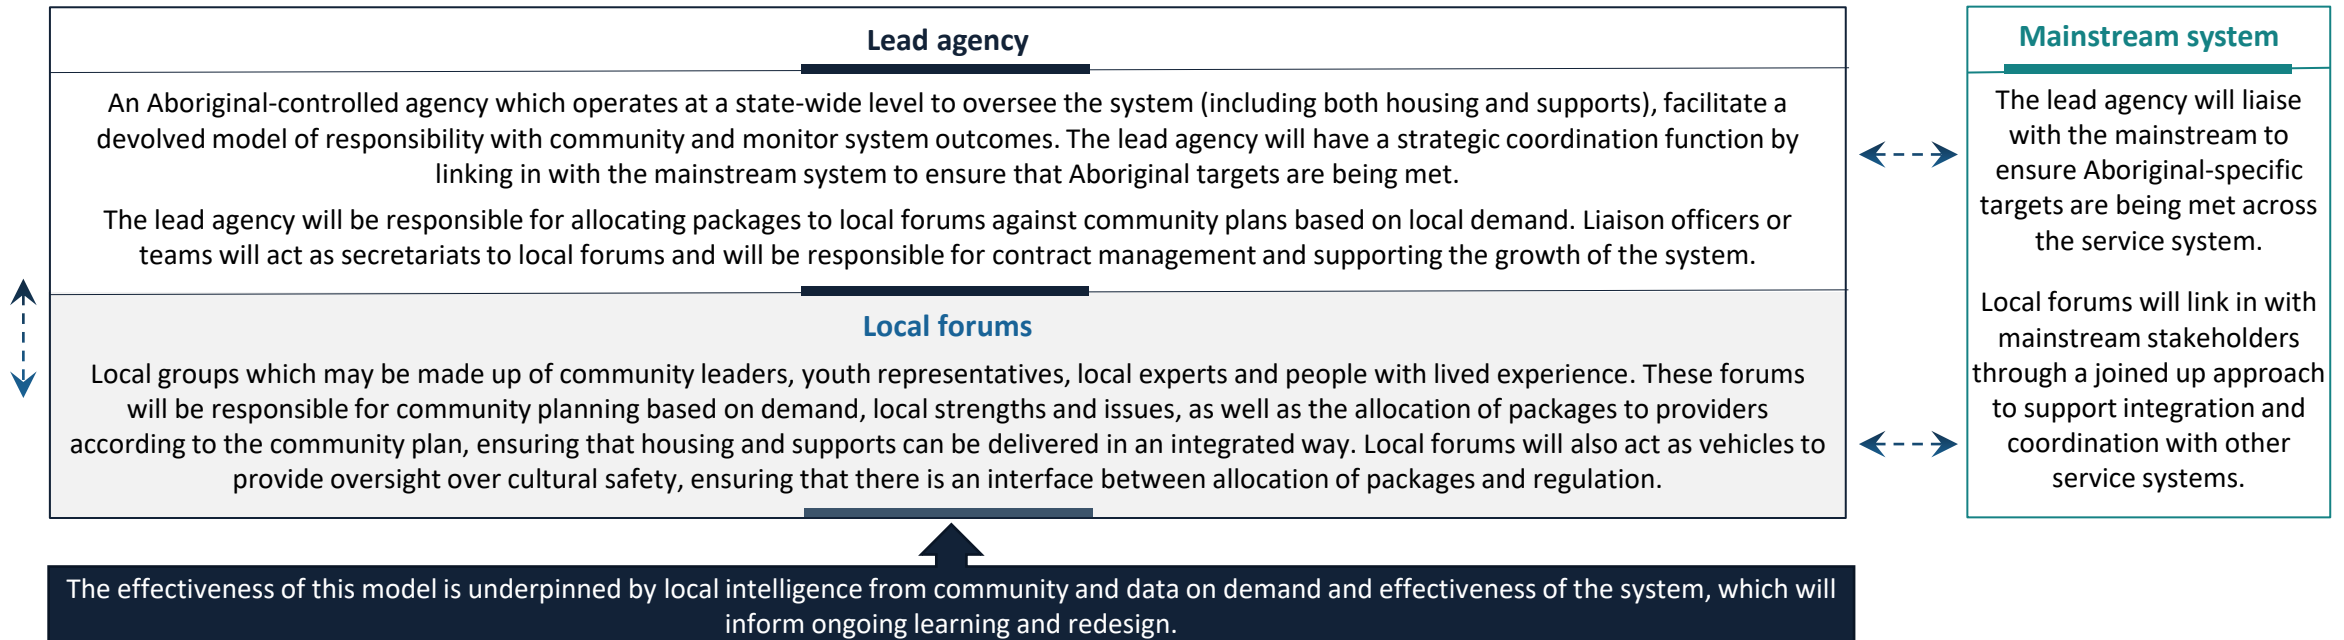 Lead agency
An Aboriginal-controlled agency which operates at a state-wide level to oversee the system (including both housing and supports), facilitate a
devolved model of responsibility with community and monitor system outcomes. The lead agency will have a strategic coordination function by
linking in with the mainstream system to ensure that Aboriginal targets are being met.
The lead agency will be responsible for allocating packages to local forums against community plans based on local demand. Liaison officers or
teams will act as secretariats to local forums and will be responsible for contract management and supporting the growth of the system.
Local forums
Local groups which may be made up of community leaders, youth representatives, local experts and people with lived experience. These forums
will be responsible for community planning based on demand, local strengths and issues, as well as the allocation of packages to providers
according to the community plan, ensuring that housing and supports can be delivered in an integrated way. Local forums will also act as vehicles to
provide oversight over cultural safety, ensuring that there is an interface between allocation of packages and regulation.
Mainstream system
The lead agency will liaise
with the mainstream to
ensure Aboriginal-specific
targets are being met across
the service system.
Local forums will link in with
mainstream stakeholders
through a joined up approach
to support integration and
coordination with other
service systems.
The effectiveness of this model is underpinned by local intelligence from community and data on demand and effectiveness of the system, which will
inform ongoing learning and redesign.